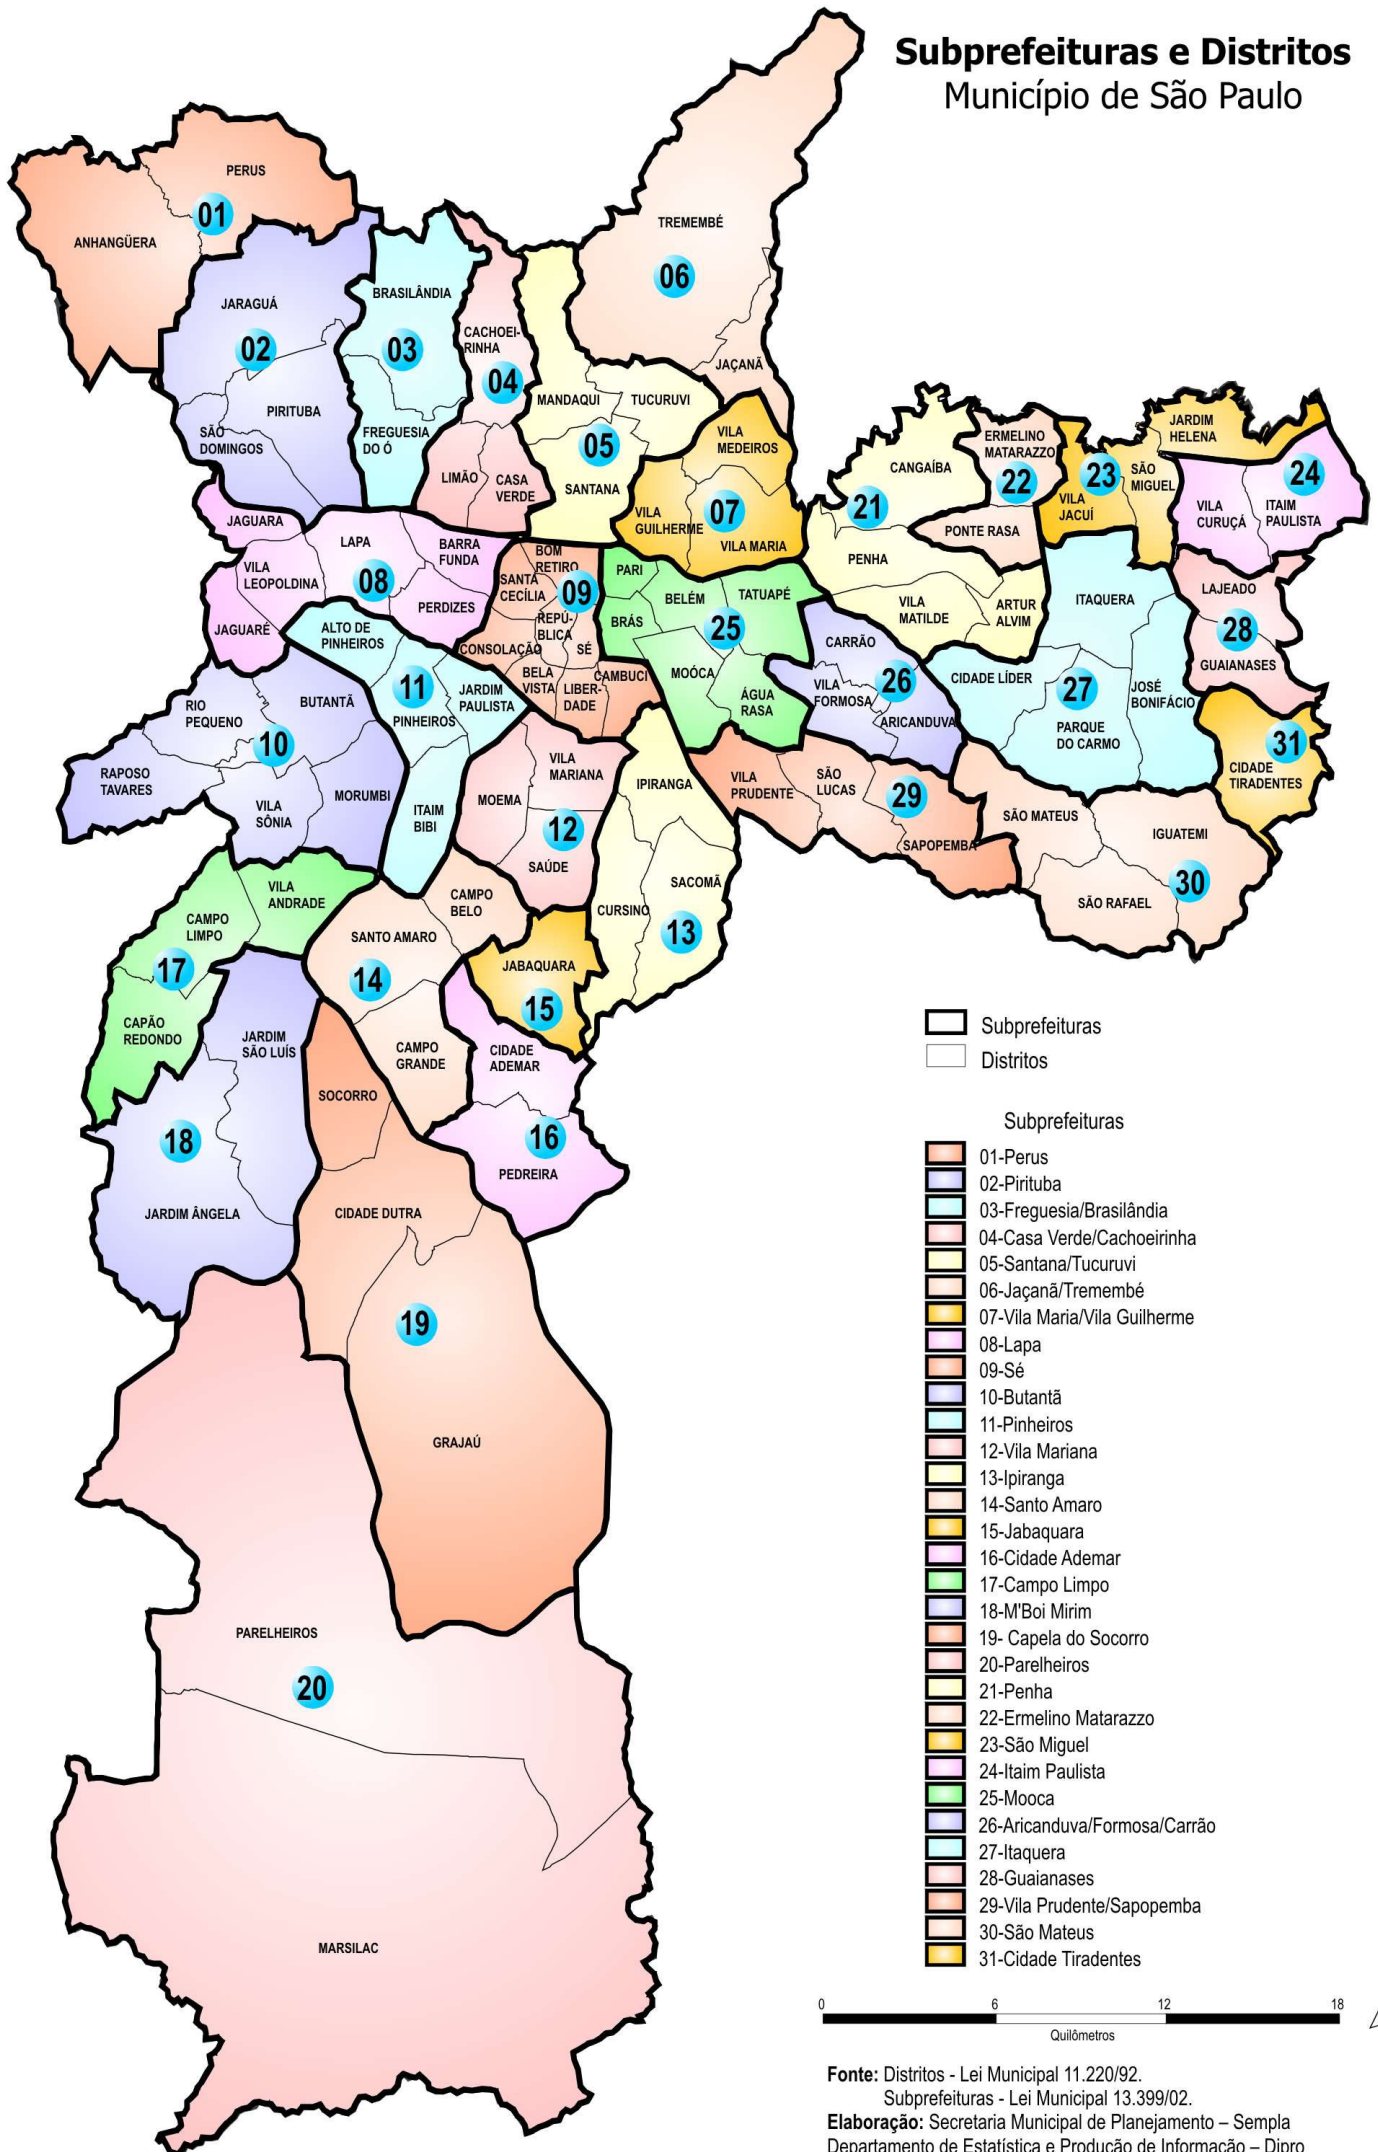 Subprefeituras e Distritos
Município de São Paulo
PERUS
01
ANHANGÜERA
TREMEMBÉ
06
JAÇANÃ
JARAGUÁ
02
PIRITUBA
SÃO
DOMINGOS
BRASILÂNDIA
03
FREGUESIA
DO Ó
CACHOEI-
RINHA
04
LIMÃO
CASA
VERDE
MANDAQUI
TUCURUVI
05
SANTANA
VILA
MEDEIROS
VILA
GUILHERME
07
VILA MARIA
CANGAÍBA
21
PENHA
VILA
MATILDE
ARTUR
ALVIM
ERMELINO
MATARAZZO
22
PONTE RASA
23
VILA
JACUÍ
SÃO
MIGUEL
JARDIM
HELENA
24
VILA
CURUÇÁ
ITAIM
PAULISTA
JAGUARA
LAPA
BARRA
FUNDA
VILA
LEOPOLDINA
08
PERDIZES
JAGUARÉ
BOM
RETIRO
SANTA
CECÍLIA
09
REPÚ-
BLICA
CONSOLAÇÃO
SÉ
BELA
VISTA
LIBER-
DADE
CAMBUCI
PARI
BELÉM
TATUAPÉ
BRÁS
25
MOÓCA
ÁGUA
RASA
CARRÃO
VILA
FORMOSA
26
ARICANDUVA
ITAQUERA
CIDADE LÍDER
27
JOSÉ
BONIFÁCIO
PARQUE
DO CARMO
LAJEADO
28
GUAIANASES
31
CIDADE
TIRADENTES
ALTO DE
PINHEIROS
11
JARDIM
PAULISTA
PINHEIROS
ITAIM
BIBI
RIO
PEQUENO
BUTANTÃ
10
RAPOSO
TAVARES
VILA
SÔNIA
MORUMBI
VILA
MARIANA
MOEMA
12
SAÚDE
IPIRANGA
SACOMÃ
CURSINO
13
VILA
PRUDENTE
SÃO
LUCAS
29
SAPOPEMBA
SÃO MATEUS
IGUATEMI
30
SÃO RAFAEL
VILA
ANDRADE
CAMPO
LIMPO
17
CAPÃO
REDONDO
CAMPO
BELO
SANTO AMARO
14
CAMPO
GRANDE
JABAQUARA
15
CIDADE
ADEMAR
16
PEDREIRA
JARDIM
SÃO LUÍS
18
JARDIM ÂNGELA
SOCORRO
CIDADE DUTRA
19
GRAJAÚ
PARELHEIROS
20
MARSILAC
Subprefeituras
Distritos
Subprefeituras
01-Perus
02-Pirituba
03-Freguesia/Brasilândia
04-Casa Verde/Cachoeirinha
05-Santana/Tucuruvi
06-Jaçanã/Tremembé
07-Vila Maria/Vila Guilherme
08-Lapa
09-Sé
10-Butantã
11-Pinheiros
12-Vila Mariana
13-Ipiranga
14-Santo Amaro
15-Jabaquara
16-Cidade Ademar
17-Campo Limpo
18-M'Boi Mirim
19- Capela do Socorro
20-Parelheiros
21-Penha
22-Ermelino Matarazzo
23-São Miguel
24-Itaim Paulista
25-Mooca
26-Aricanduva/Formosa/Carrão
27-Itaquera
28-Guaianases
29-Vila Prudente/Sapopemba
30-São Mateus
31-Cidade Tiradentes
0 6 12 18
Quilômetros
Fonte: Distritos - Lei Municipal 11.220/92.
Subprefeituras - Lei Municipal 13.399/02.
Elaboração: Secretaria Municipal de Planejamento – Sempla
Departamento de Estatística e Produção de Informação – Dipro